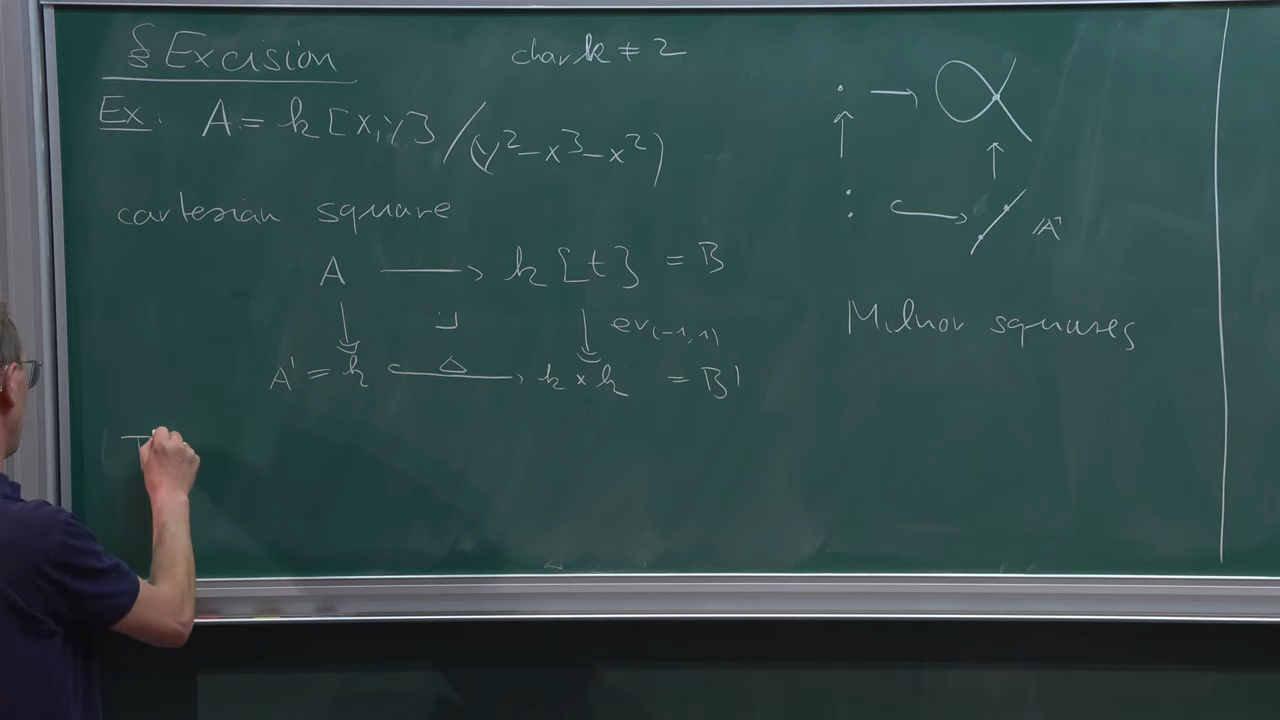 § Excision
char k ≠ 2
Ex: A = k[x,y]/(y²-x³-x²)
cartesian square
A → k[t] = B
⌟ ev(-1,1)
A' = k Δ k × k = B'
𝔸¹
Milnor squares
T